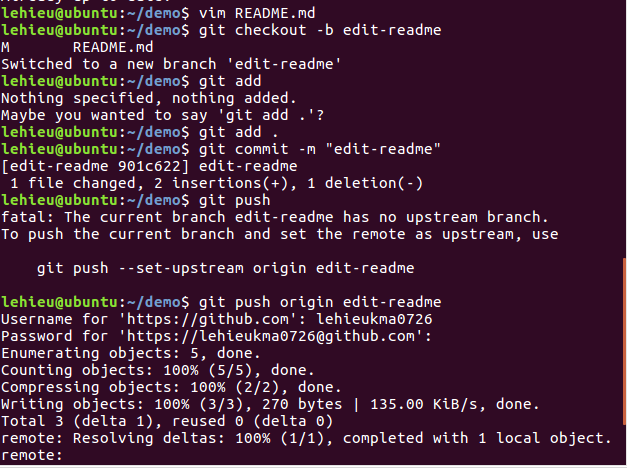 lehieu@ubuntu:~/demo$ vim README.md
lehieu@ubuntu:~/demo$ git checkout -b edit-readme
M       README.md
Switched to a new branch 'edit-readme'
lehieu@ubuntu:~/demo$ git add
Nothing specified, nothing added.
Maybe you wanted to say 'git add .'?
lehieu@ubuntu:~/demo$ git add .
lehieu@ubuntu:~/demo$ git commit -m "edit-readme"
[edit-readme 901c622] edit-readme
 1 file changed, 2 insertions(+), 1 deletion(-)
lehieu@ubuntu:~/demo$ git push
fatal: The current branch edit-readme has no upstream branch.
To push the current branch and set the remote as upstream, use
    git push --set-upstream origin edit-readme
lehieu@ubuntu:~/demo$ git push origin edit-readme
Username for 'https://github.com': lehieukma0726
Password for 'https://lehieukma0726@github.com':
Enumerating objects: 5, done.
Counting objects: 100% (5/5), done.
Compressing objects: 100% (2/2), done.
Writing objects: 100% (3/3), 270 bytes | 135.00 KiB/s, done.
Total 3 (delta 1), reused 0 (delta 0)
remote: Resolving deltas: 100% (1/1), completed with 1 local object.
remote: